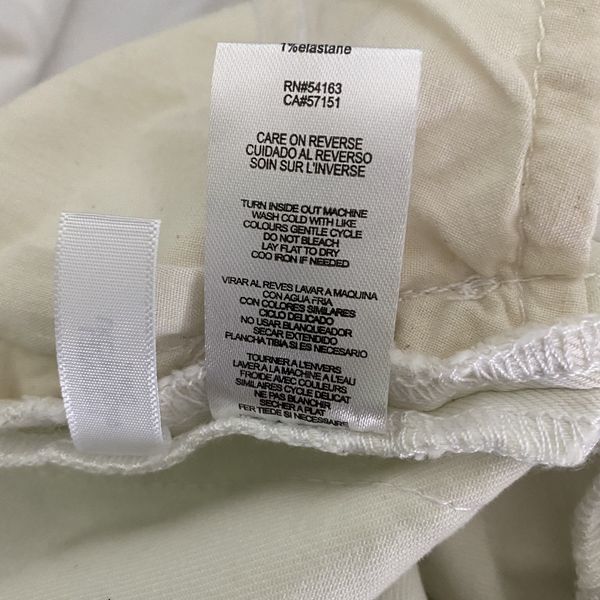 1%elastane
RN#54163
CA#57151
CARE ON REVERSE
CUIDADO AL REVERSO
SOIN SUR L'INVERSE
TURN INSIDE OUT MACHINE
WASH COLD WITH LIKE
COLOURS GENTLE CYCLE
DO NOT BLEACH
LAY FLAT TO DRY
COO IRON IF NEEDED
VIRAR AL REVES LAVAR A MAQUINA
CON AGUA FRIA
CON COLORES SIMILARES
CICLO DELICADO
NO USAR BLANQUEADOR
SECAR EXTENDIDO
PLANCHA TIBIA SI ES NECESARIO
TOURNER A L'ENVERS
LAVER A LA MACHINE A L'EAU
FROIDE AVEC COULEURS
SIMILAIRES CYCLE DELICAT
NE PAS BLANCHIR
SECHER A PLAT
FER TIEDE SI NECESSAIRE